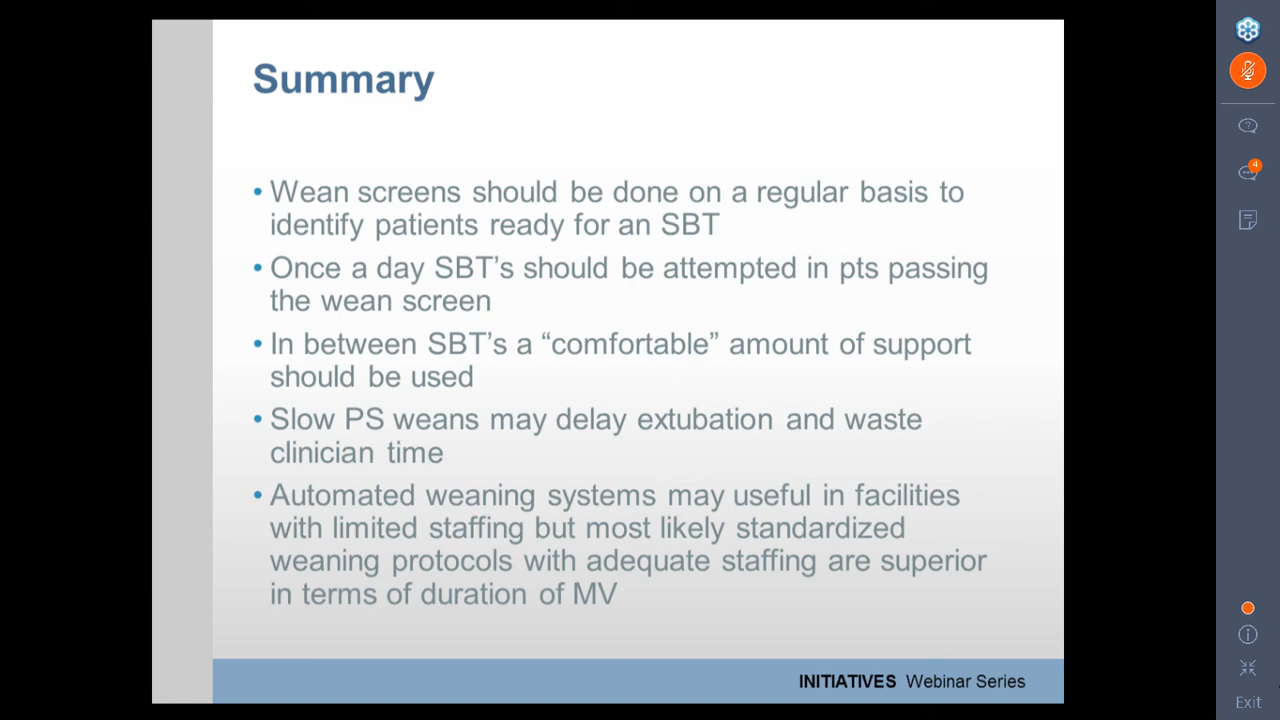 Summary
• Wean screens should be done on a regular basis to
identify patients ready for an SBT
• Once a day SBT’s should be attempted in pts passing
the wean screen
• In between SBT’s a “comfortable” amount of support
should be used
• Slow PS weans may delay extubation and waste
clinician time
• Automated weaning systems may useful in facilities
with limited staffing but most likely standardized
weaning protocols with adequate staffing are superior
in terms of duration of MV
INITIATIVES Webinar Series
4
Exit